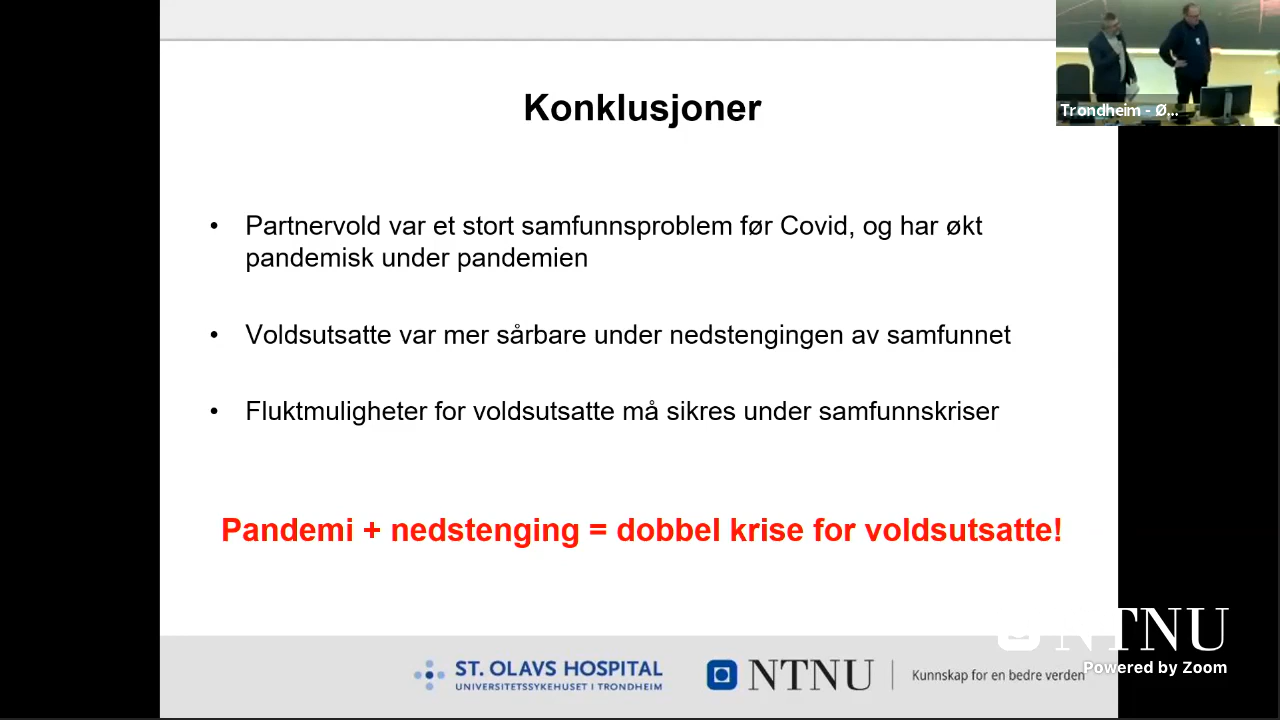 Konklusjoner
Trondheim - Ø...
• Partnervold var et stort samfunnsproblem før Covid, og har økt
pandemisk under pandemien
• Voldsutsatte var mer sårbare under nedstengingen av samfunnet
• Fluktmuligheter for voldsutsatte må sikres under samfunnskriser
Pandemi + nedstenging = dobbel krise for voldsutsatte!
NTNU
Powered by Zoom
ST. OLAVS HOSPITAL
UNIVERSITETSSYKEHUSET I TRONDHEIM
NTNU
Kunnskap for en bedre verden